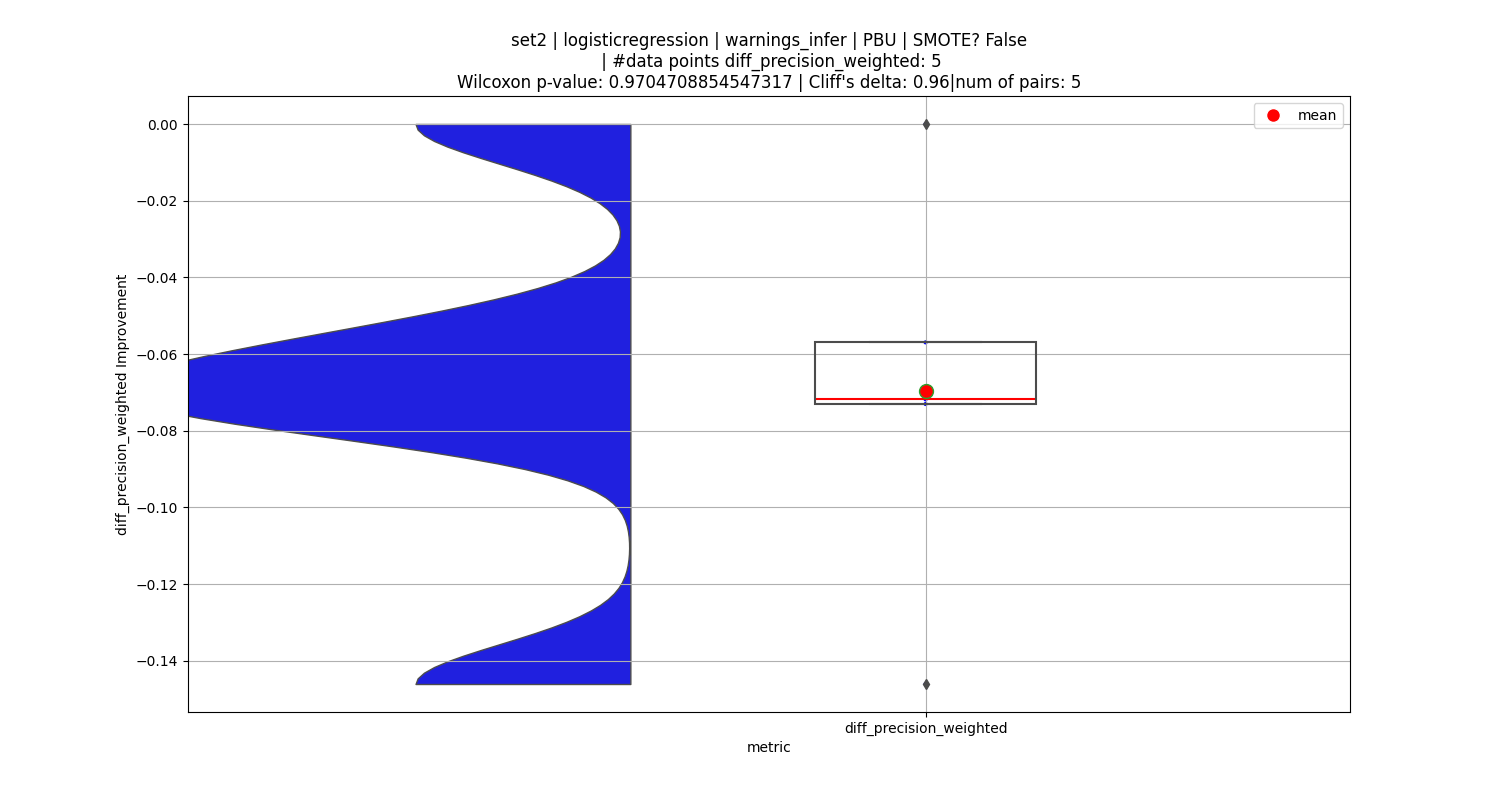 set2 | logisticregression | warnings_infer | PBU | SMOTE? False
| #data points diff_precision_weighted: 5
Wilcoxon p-value: 0.9704708854547317 | Cliff's delta: 0.96|num of pairs: 5
mean
0.00
−0.02
−0.04
−0.06
−0.08
−0.10
−0.12
−0.14
diff_precision_weighted Improvement
diff_precision_weighted
metric